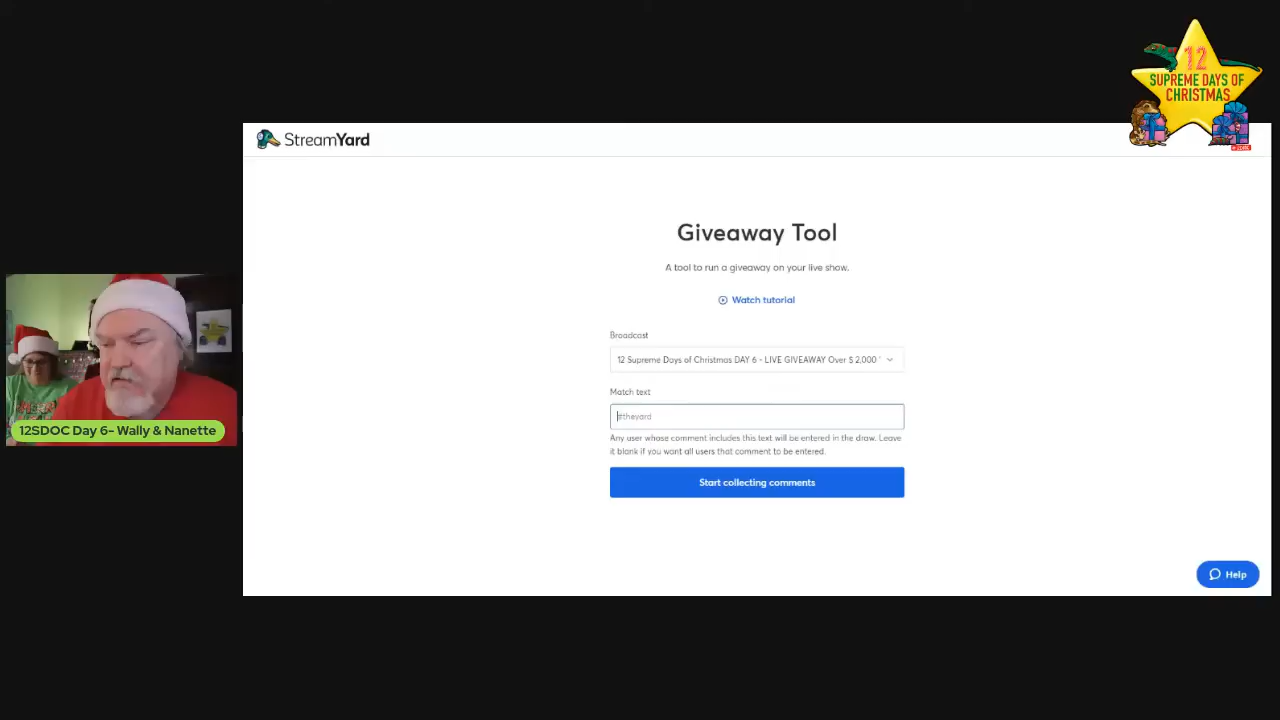 12
SUPREME DAYS OF
CHRISTMAS
StreamYard
Giveaway Tool
A tool to run a giveaway on your live show.
Watch tutorial
Broadcast
12 Supreme Days of Christmas DAY 6 - LIVE GIVEAWAY Over $ 2,000
Match text
#theyard
Any user whose comment includes this text will be entered in the draw. Leave
it blank if you want all users that comment to be entered.
12SDOC Day 6- Wally & Nanette
Start collecting comments
Help